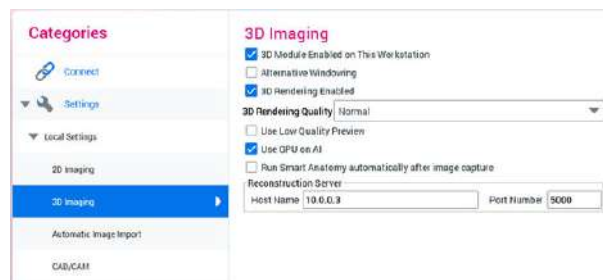 Categories
Connect
Settings
Local Settings
2D Imaging
3D Imaging
Automatic Image Import
CAD/CAM
3D Imaging
3D Module Enabled on This Workstation
Alternative Windowing
3D Rendering Enabled
3D Rendering Quality Normal
Use Low Quality Preview
Use GPU on AI
Run Smart Anatomy automatically after image capture
Reconstruction Server
Host Name 10.0.0.3 Port Number 5000